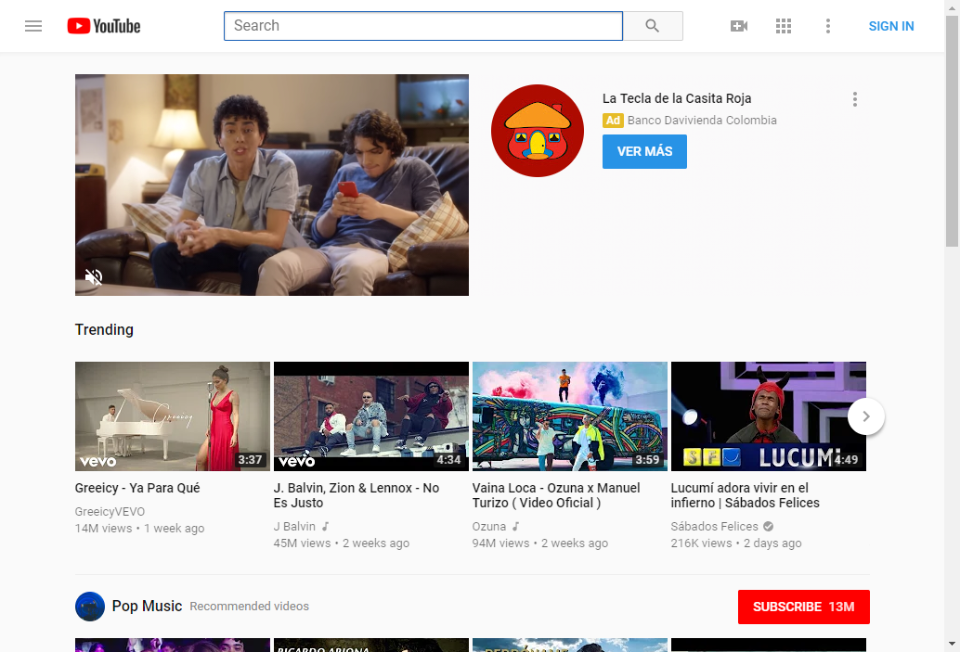 YouTube
Search
SIGN IN
La Tecla de la Casita Roja
Ad Banco Davivienda Colombia
VER MÁS
Trending
Greeicy
vevo
3:37
vevo
4:34
3:59
SF
LUCUMÍ
4:49
Greeicy - Ya Para Qué
GreeicyVEVO
14M views • 1 week ago
J. Balvin, Zion & Lennox - No
Es Justo
J Balvin
45M views • 2 weeks ago
Vaina Loca - Ozuna x Manuel
Turizo ( Video Oficial )
Ozuna
94M views • 2 weeks ago
Lucumí adora vivir en el
infierno | Sábados Felices
Sábados Felices
216K views • 2 days ago
Pop Music Recommended videos
SUBSCRIBE 13M